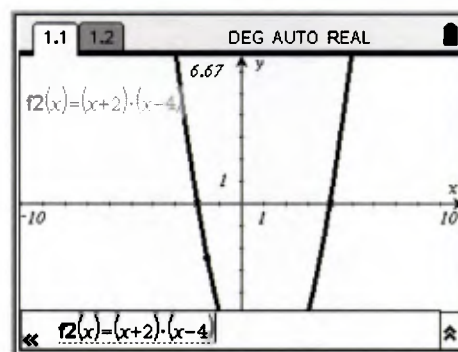 1.1 1.2 DEG AUTO REAL
6.67 y
f2(x)=(x+2)·(x-4)
1
x
-10 1 10
« f2(x)=(x+2)·(x-4)